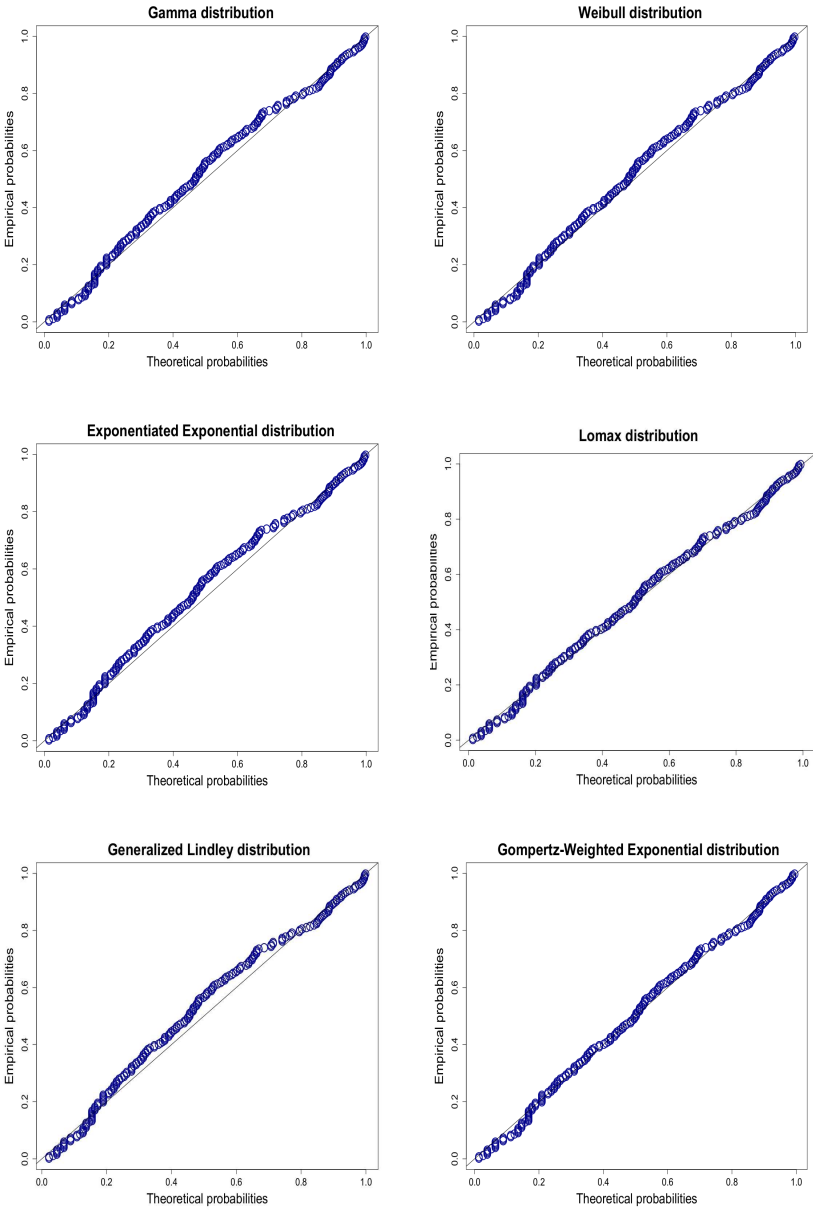 Gamma distribution
Weibull distribution
Empirical probabilities
0.0 0.2 0.4 0.6 0.8 1.0
0.0 0.2 0.4 0.6 0.8 1.0
Theoretical probabilities
Empirical probabilities
0.0 0.2 0.4 0.6 0.8 1.0
0.0 0.2 0.4 0.6 0.8 1.0
Theoretical probabilities
Exponentiated Exponential distribution
Lomax distribution
Empirical probabilities
0.0 0.2 0.4 0.6 0.8 1.0
0.0 0.2 0.4 0.6 0.8 1.0
Theoretical probabilities
Empirical probabilities
0.0 0.2 0.4 0.6 0.8 1.0
0.0 0.2 0.4 0.6 0.8 1.0
Theoretical probabilities
Generalized Lindley distribution
Gompertz-Weighted Exponential distribution
Empirical probabilities
0.0 0.2 0.4 0.6 0.8 1.0
0.0 0.2 0.4 0.6 0.8 1.0
Theoretical probabilities
Empirical probabilities
0.0 0.2 0.4 0.6 0.8 1.0
0.0 0.2 0.4 0.6 0.8 1.0
Theoretical probabilities